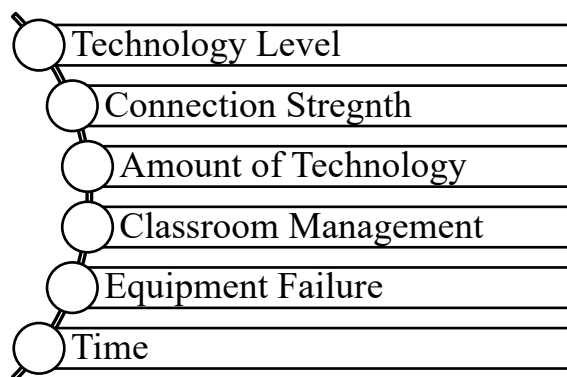 Technology Level
Connection Stregnth
Amount of Technology
Classroom Management
Equipment Failure
Time